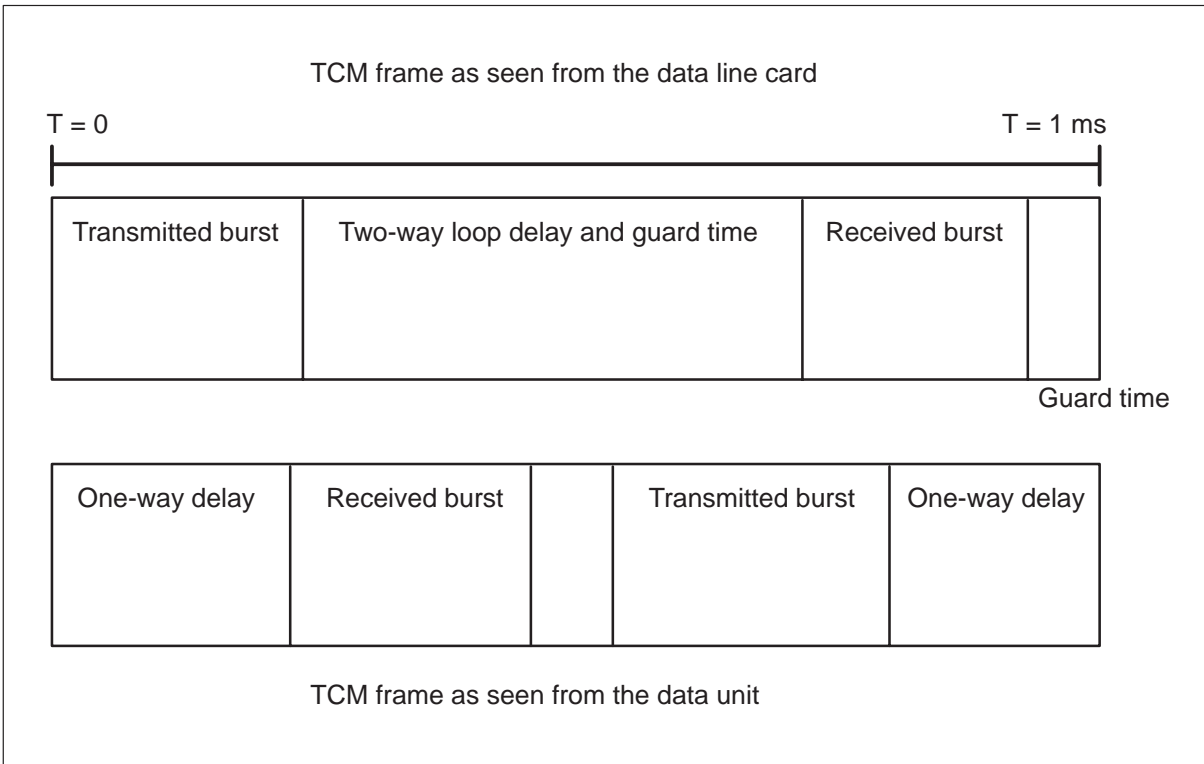 TCM frame as seen from the data line card
T = 0
T = 1 ms
Transmitted burst
Two-way loop delay and guard time
Received burst
Guard time
One-way delay
Received burst
Transmitted burst
One-way delay
TCM frame as seen from the data unit